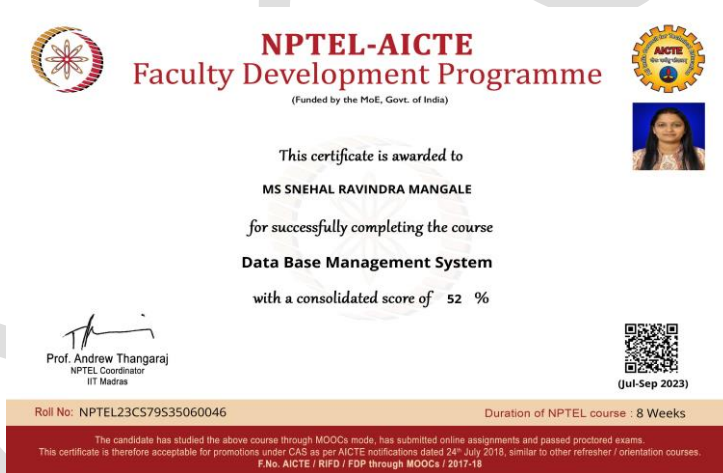 NPTEL-AICTE
Faculty Development Programme
(Funded by the MoE, Govt. of India)
AICTE
This certificate is awarded to
MS SNEHAL RAVINDRA MANGALE
for successfully completing the course
Data Base Management System
with a consolidated score of 52 %
Prof. Andrew Thangaraj
NPTEL Coordinator
IIT Madras
(Jul-Sep 2023)
Roll No: NPTEL23CS79S35060046
Duration of NPTEL course : 8 Weeks
The candidate has studied the above course through MOOCs mode, has submitted online assignments and passed proctored exams.
This certificate is therefore acceptable for promotions under CAS as per AICTE notifications dated 24th July 2018, similar to other refresher / orientation courses.
F.No. AICTE / RIFD / FDP through MOOCs / 2017-18